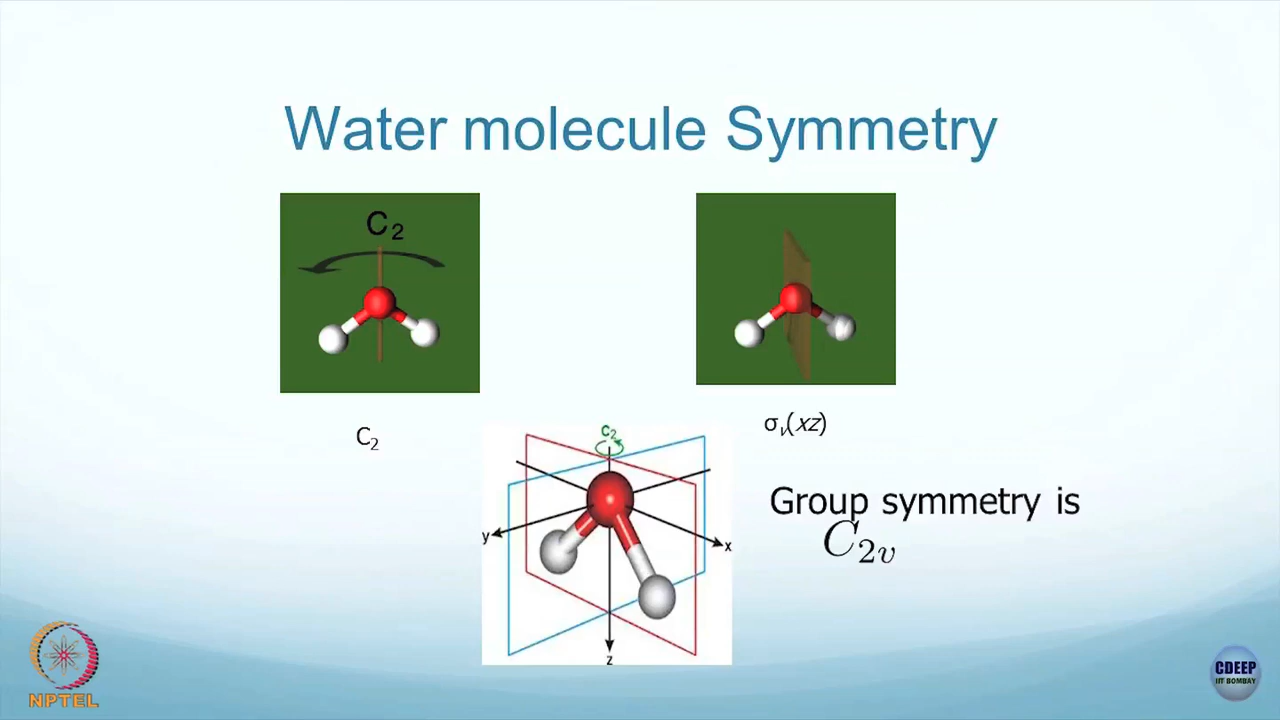 Water molecule Symmetry
C₂
C₂
σᵥ(xz)
C₂
y
x
z
Group symmetry is
C₂ᵥ
NPTEL
CDEEP
IIT BOMBAY